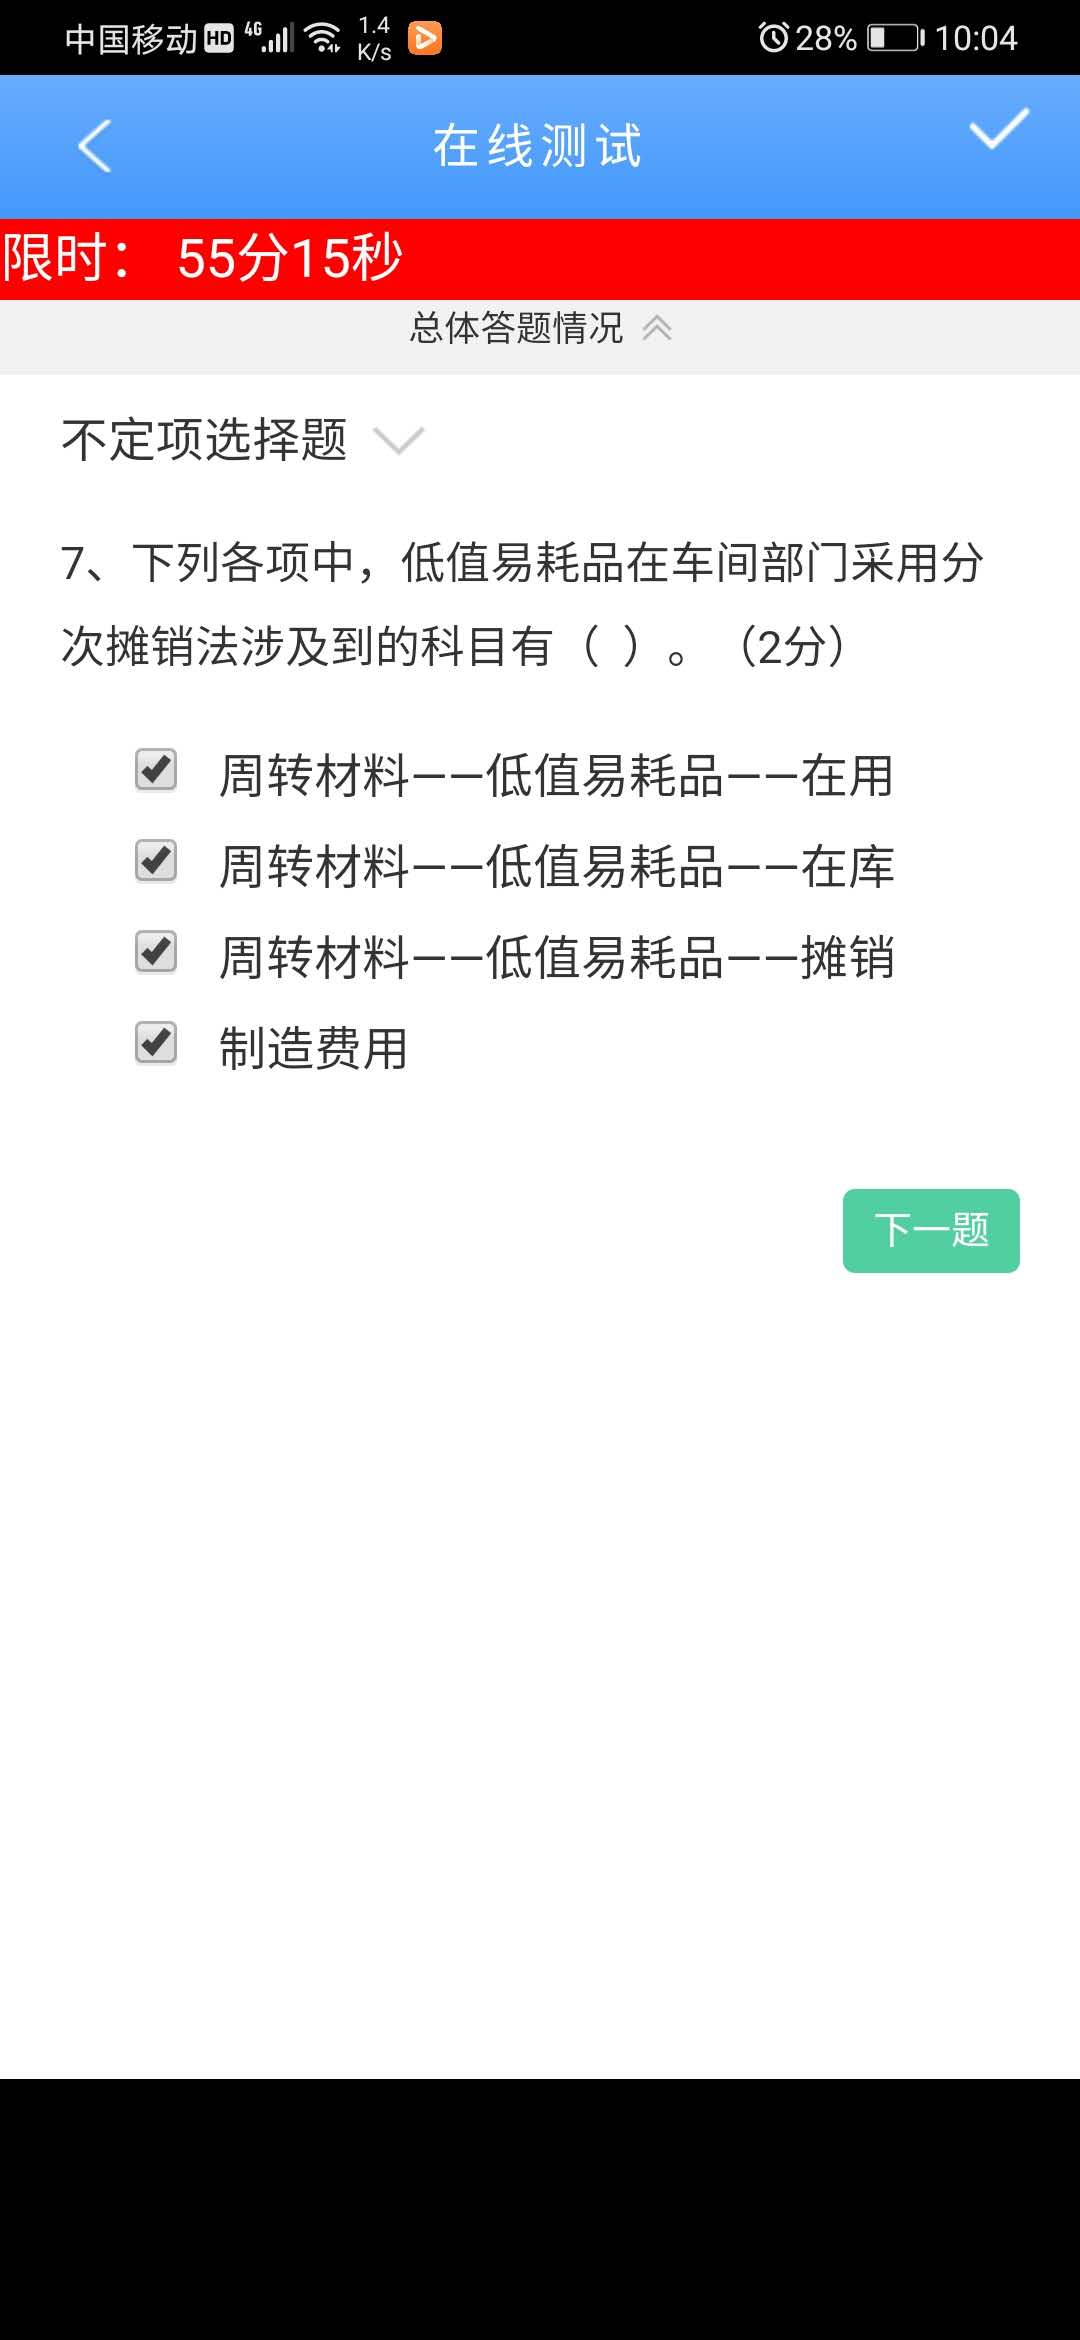 中国移动 HD 4G 1.4 K/s 28% 10:04
在线测试
限时： 55分15秒
总体答题情况
不定项选择题
7、下列各项中，低值易耗品在车间部门采用分
次摊销法涉及到的科目有（ ）。（2分）
周转材料——低值易耗品——在用
周转材料——低值易耗品——在库
周转材料——低值易耗品——摊销
制造费用
下一题